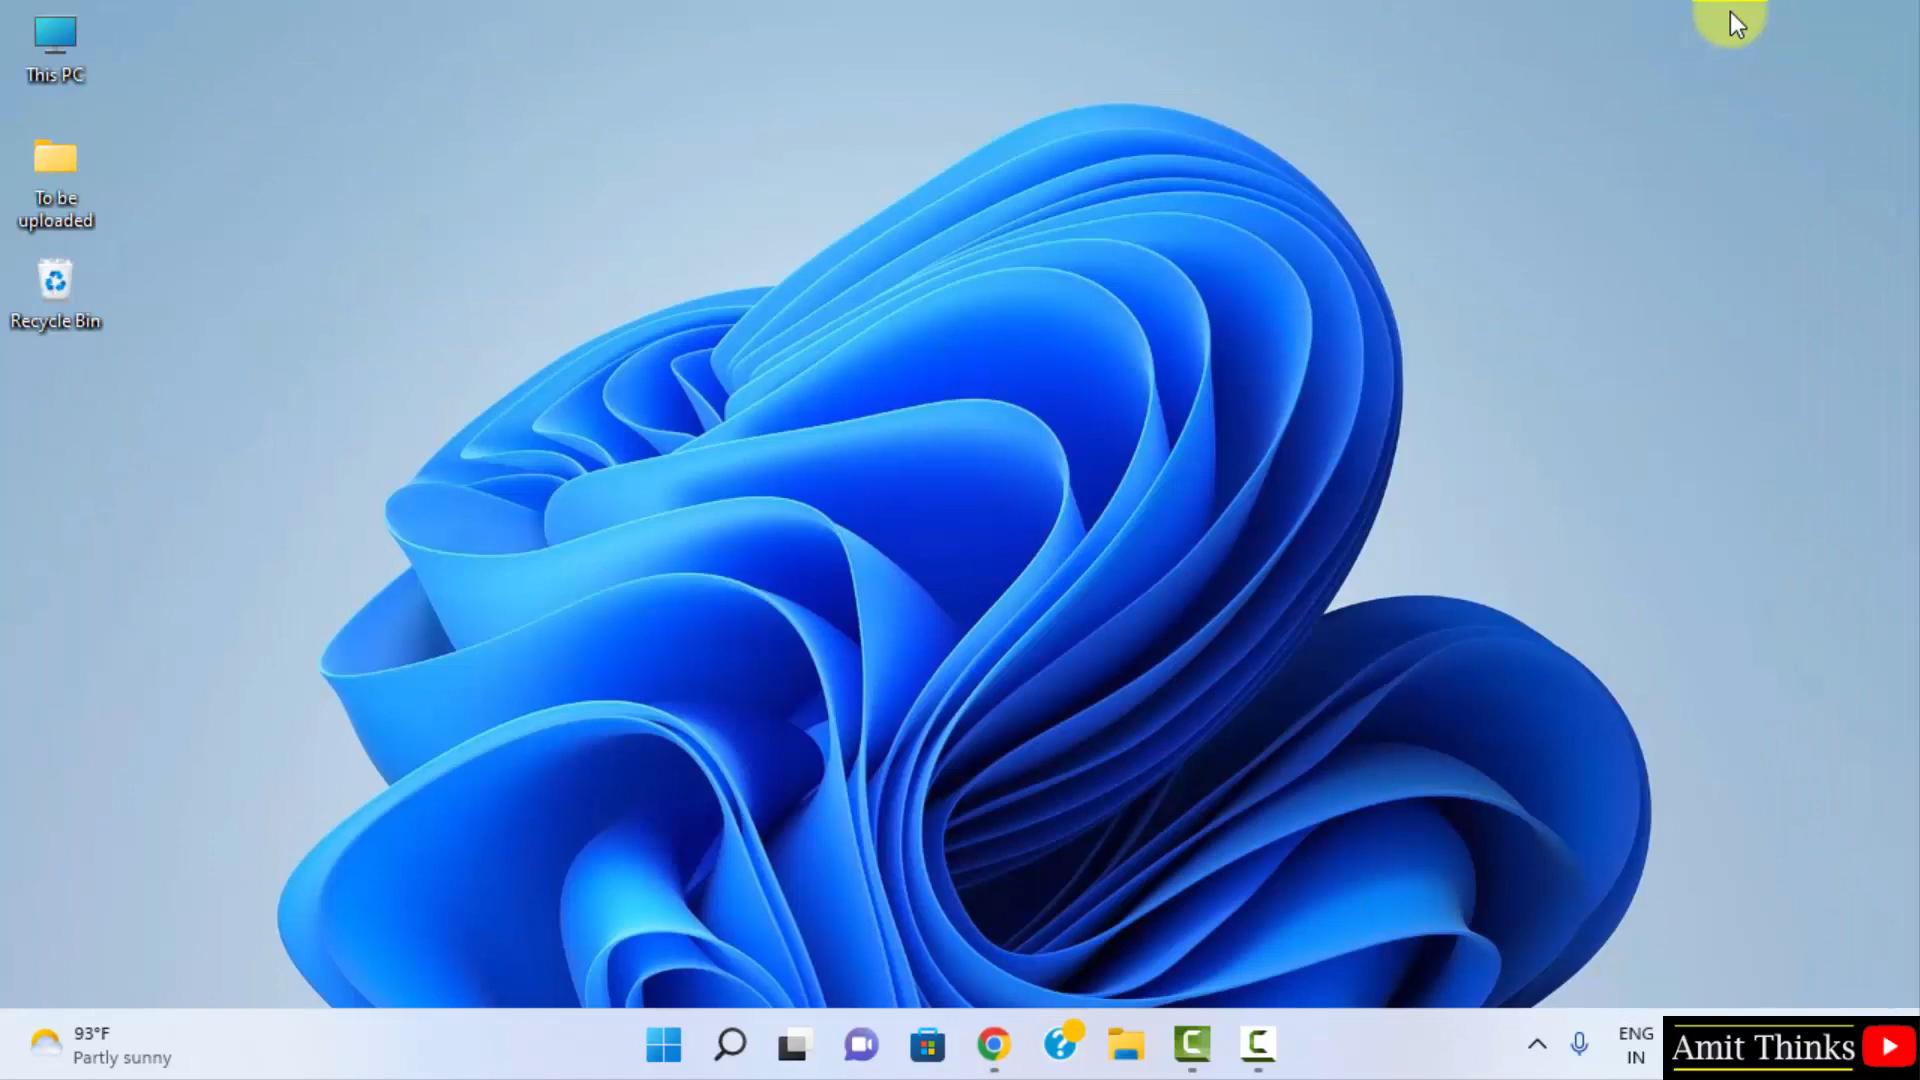 This PC
To be
uploaded
Recycle Bin
93°F
Partly sunny
ENG
IN
Amit Thinks